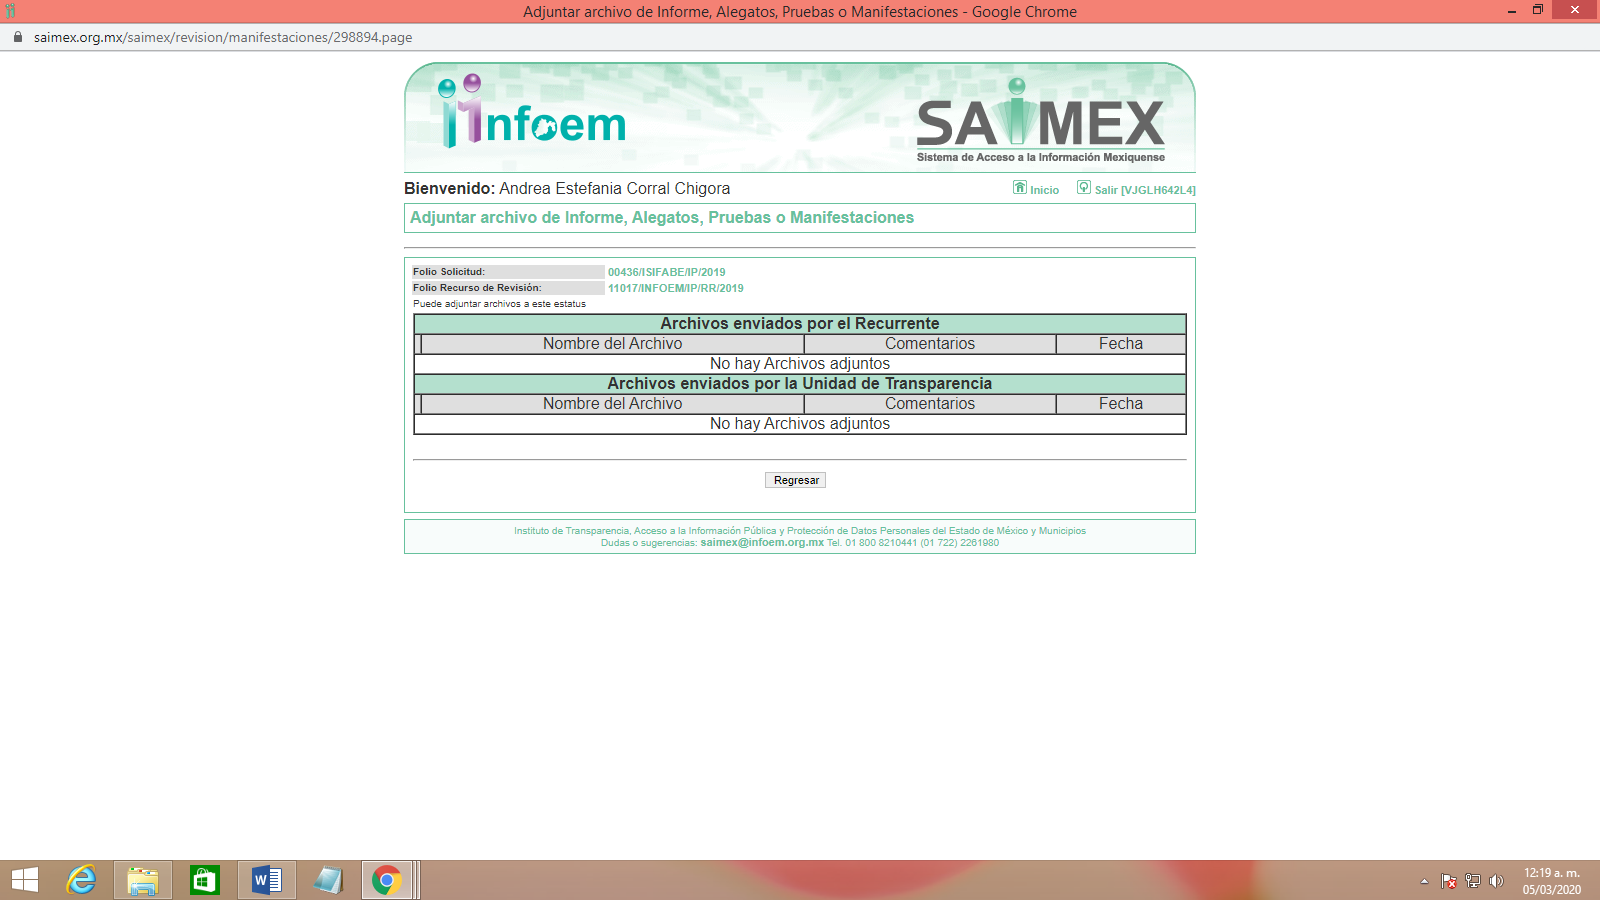 Adjuntar archivo de Informe, Alegatos, Pruebas o Manifestaciones - Google Chrome
saimex.org.mx/saimex/revision/manifestaciones/298894.page
infoem
SAIMEX
Sistema de Acceso a la Información Mexiquense
Bienvenido: Andrea Estefania Corral Chigora
Inicio Salir [VJGLH642L4]
Adjuntar archivo de Informe, Alegatos, Pruebas o Manifestaciones
Folio Solicitud: 00436/ISIFABE/IP/2019
Folio Recurso de Revisión: 11017/INFOEM/IP/RR/2019
Puede adjuntar archivos a este estatus
Archivos enviados por el Recurrente
Nombre del Archivo Comentarios Fecha
No hay Archivos adjuntos
Archivos enviados por la Unidad de Transparencia
Nombre del Archivo Comentarios Fecha
No hay Archivos adjuntos
Regresar
Instituto de Transparencia, Acceso a la Información Pública y Protección de Datos Personales del Estado de México y Municipios
Dudas o sugerencias: saimex@infoem.org.mx Tel. 01 800 8210441 (01 722) 2261980
12:19 a. m.
05/03/2020